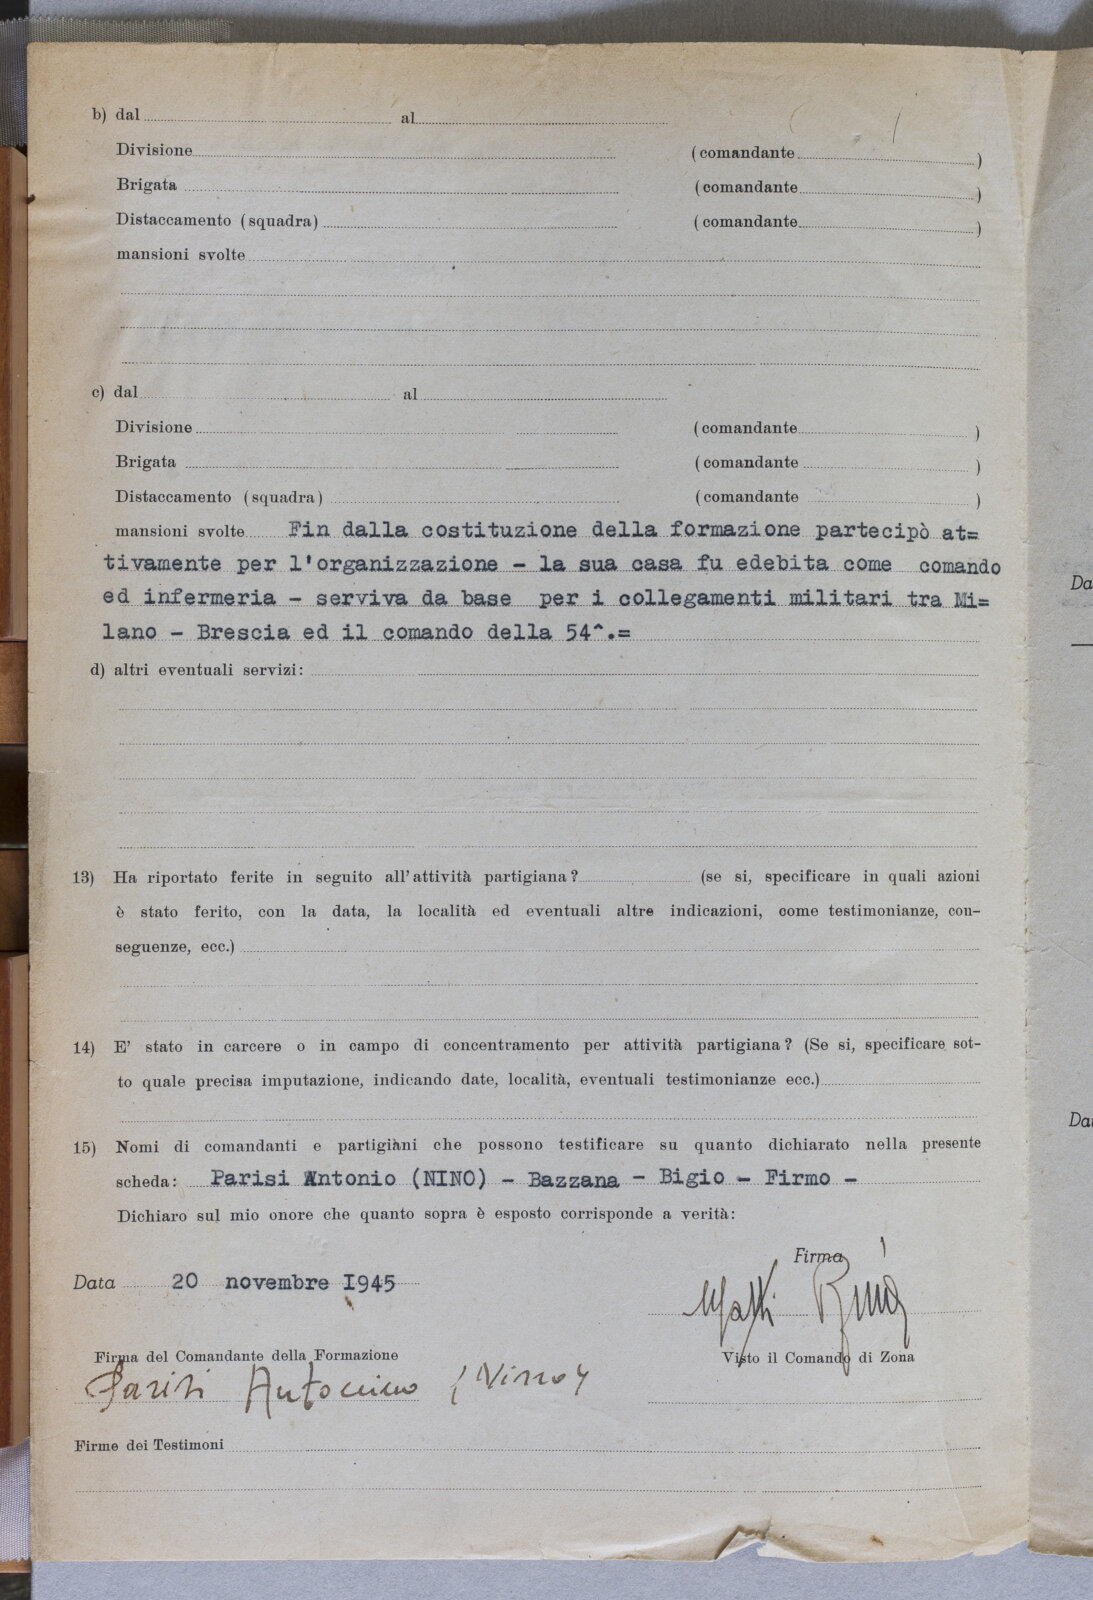 b) dal al
Divisione (comandante )
Brigata (comandante )
Distaccamento (squadra) (comandante )
mansioni svolte
c) dal al
Divisione (comandante )
Brigata (comandante )
Distaccamento (squadra) (comandante )
mansioni svolte Fin dalla costituzione della formazione partecipò at=
tivamente per l'organizzazione - la sua casa fu edebita come comando
ed infermeria - serviva da base per i collegamenti militari tra Mi=
lano - Brescia ed il comando della 54^.=
d) altri eventuali servizi:
13) Ha riportato ferite in seguito all'attività partigiana? (se si, specificare in quali azioni
è stato ferito, con la data, la località ed eventuali altre indicazioni, come testimonianze, con-
seguenze, ecc.)
14) E' stato in carcere o in campo di concentramento per attività partigiana? (Se si, specificare sot-
to quale precisa imputazione, indicando date, località, eventuali testimonianze ecc.)
15) Nomi di comandanti e partigiani che possono testificare su quanto dichiarato nella presente
scheda: Parisi Antonio (NINO) - Bazzana - Bigio - Firmo -
Dichiaro sul mio onore che quanto sopra è esposto corrisponde a verità:
Firma
Data 20 novembre 1945
Firma del Comandante della Formazione Visto il Comando di Zona
Parisi Antonino (Nino)
Firme dei Testimoni
Da
Da